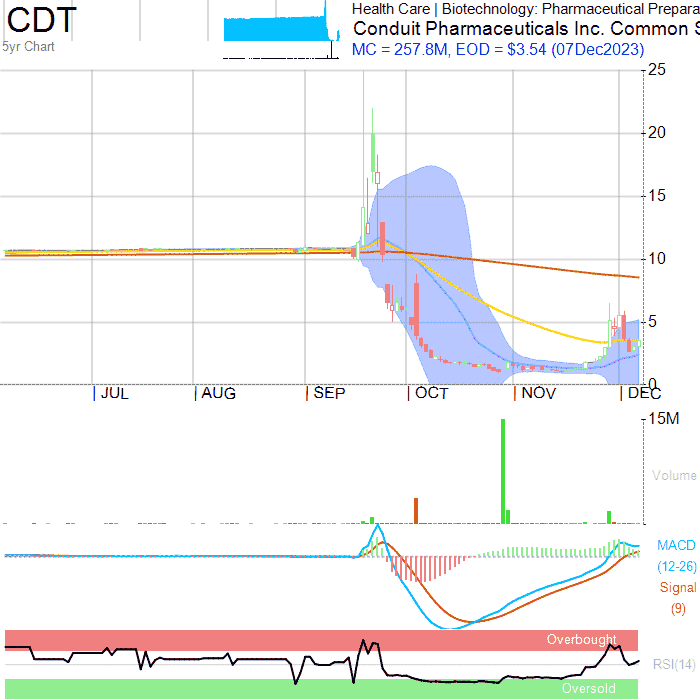 CDT
5yr Chart
Health Care | Biotechnology: Pharmaceutical Prepara
Conduit Pharmaceuticals Inc. Common S
MC = 257.8M, EOD = $3.54 (07Dec2023)
25
20
15
10
5
0
JUL AUG SEP OCT NOV DEC
15M
Volume
MACD
(12-26)
Signal
(9)
Overbought
RSI(14)
Oversold